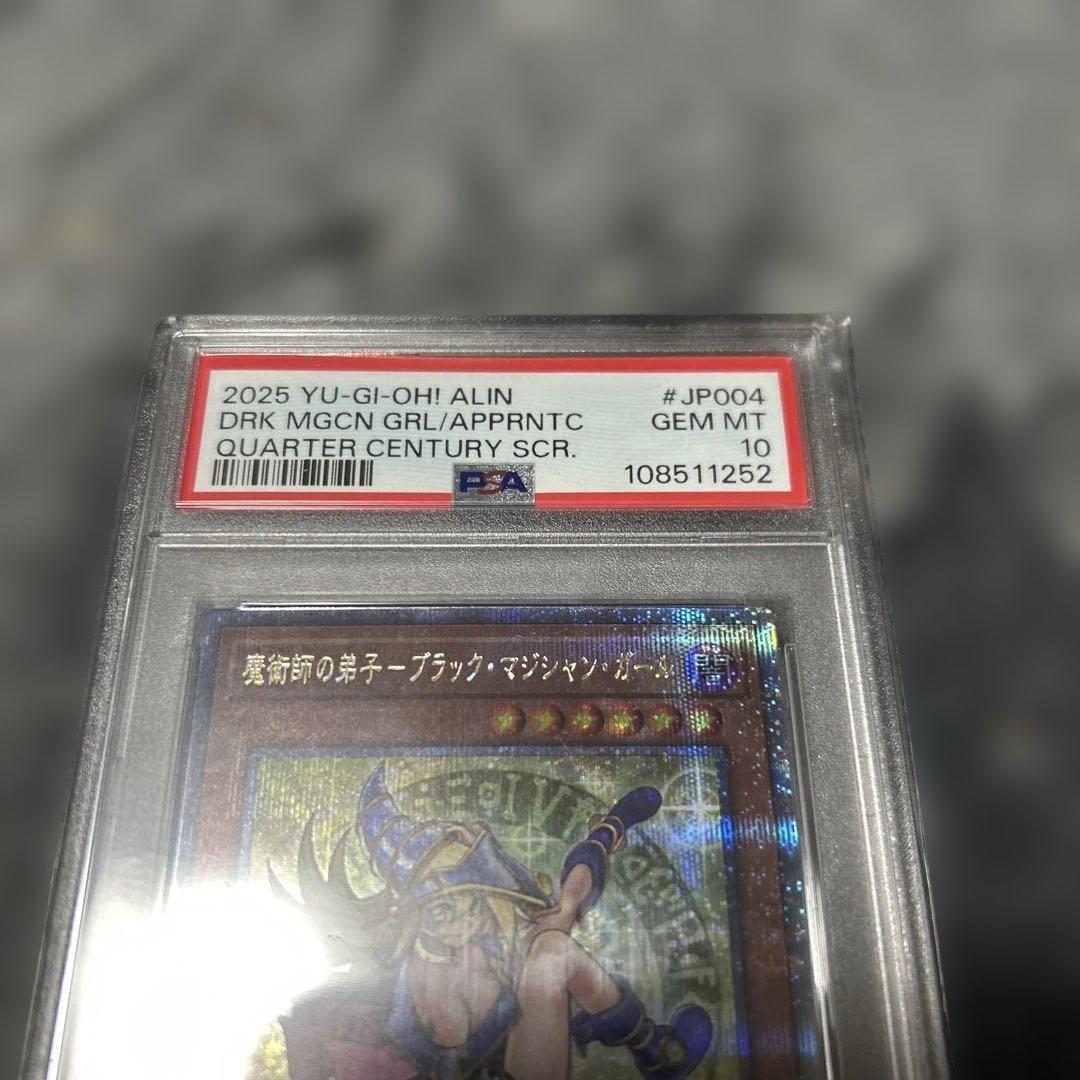 2025 YU-GI-OH! ALIN #JP004
DRK MGCN GRL/APPRNTC GEM MT
QUARTER CENTURY SCR. 10
PSA 108511252
魔術師の弟子－ブラック・マジシャン・ガール 闇